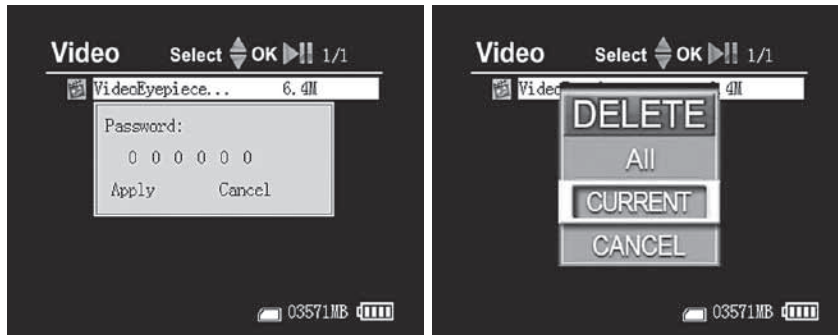 Video Select OK 1/1
VideoEyepiece... 6.4M
Password:
0 0 0 0 0 0
Apply Cancel
03571MB
Video Select OK 1/1
Video 4M
DELETE
All
CURRENT
CANCEL
03571MB